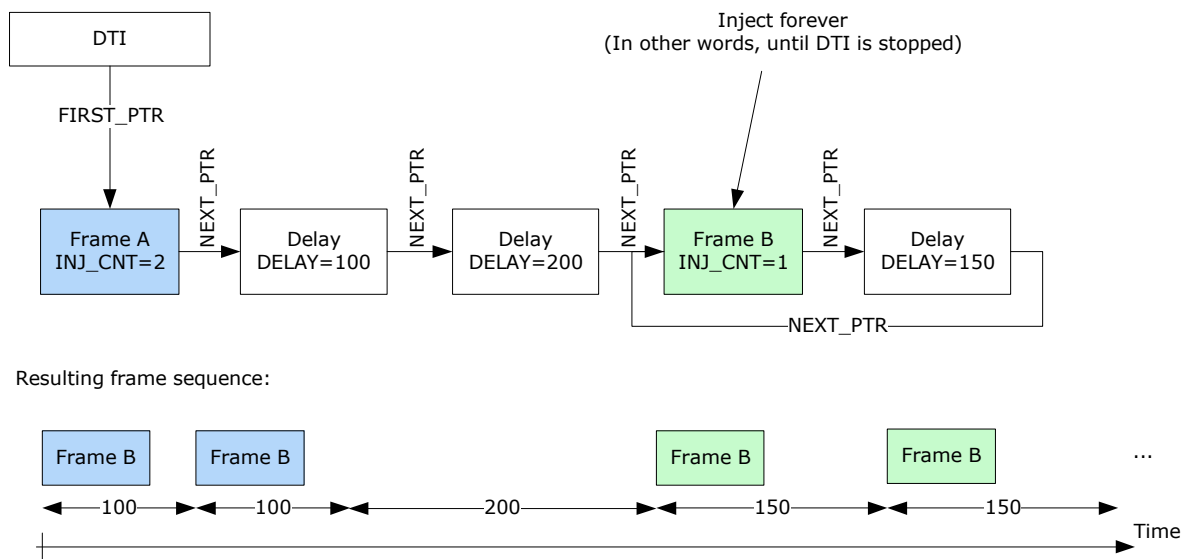 DTI
Inject forever
(In other words, until DTI is stopped)
FIRST_PTR
NEXT_PTR
NEXT_PTR
NEXT_PTR
NEXT_PTR
Frame A
INJ_CNT=2
Delay
DELAY=100
Delay
DELAY=200
Frame B
INJ_CNT=1
Delay
DELAY=150
NEXT_PTR
Resulting frame sequence:
Frame B
Frame B
Frame B
Frame B
...
100
100
200
150
150
Time